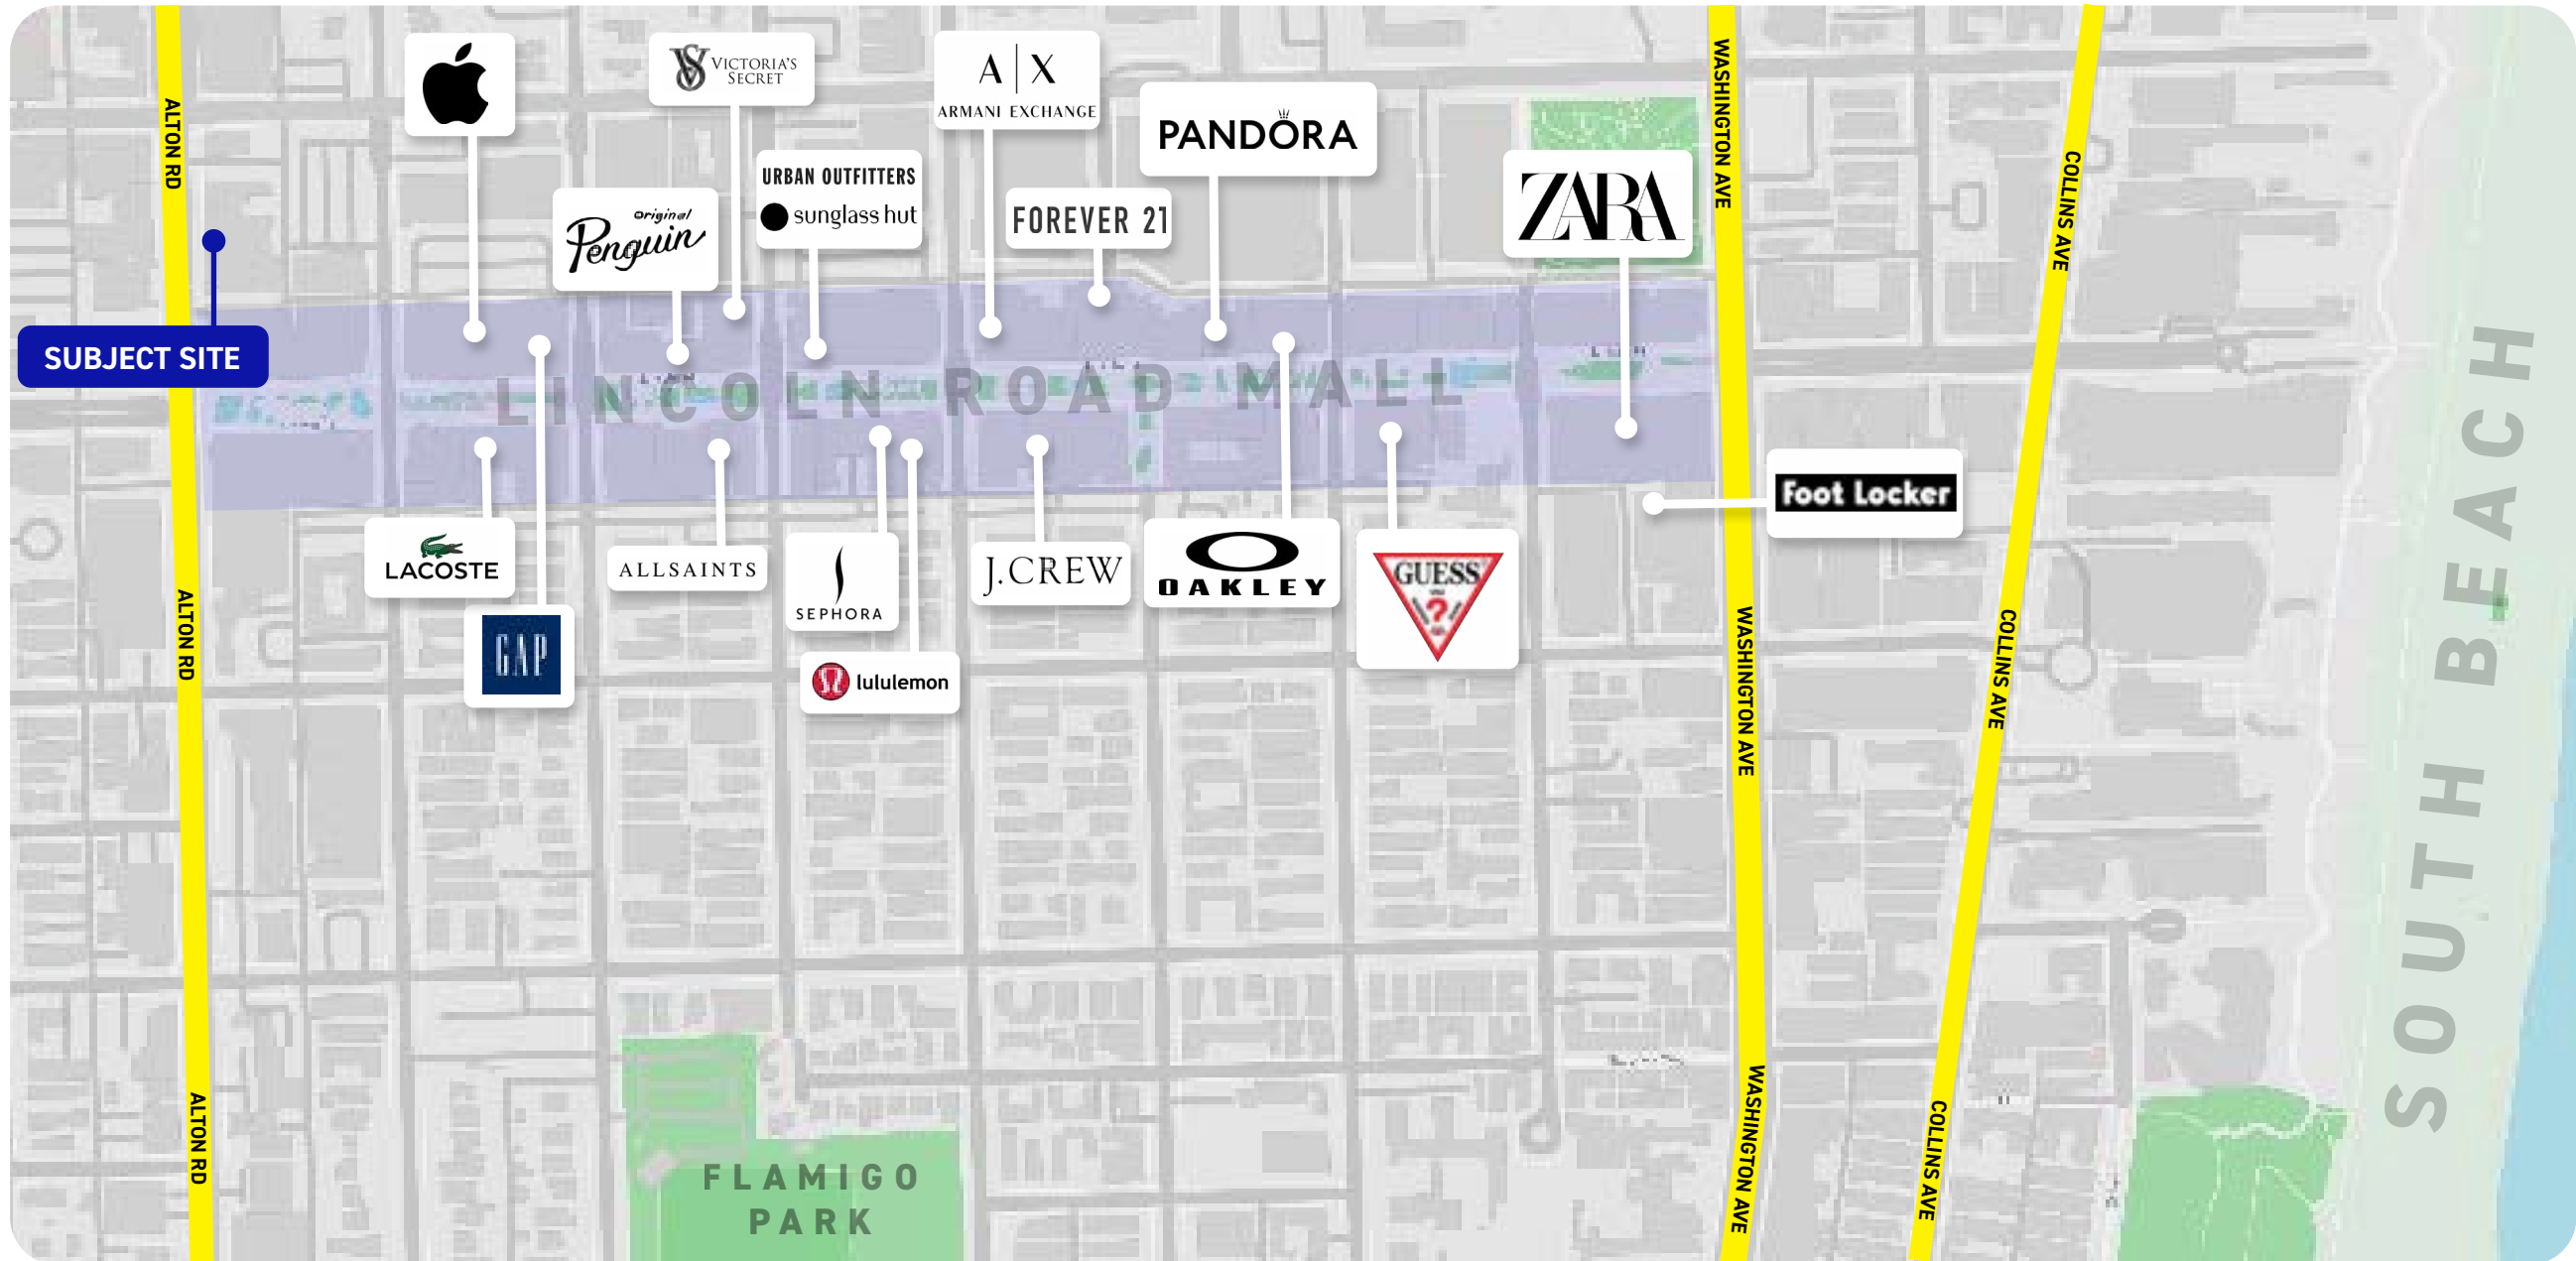 ALTON RD
VICTORIA'S
SECRET
A|X
ARMANI EXCHANGE
PANDORA
WASHINGTON AVE
COLLINS AVE
Original
Penguin
URBAN OUTFITTERS
sunglass hut
FOREVER 21
ZARA
SUBJECT SITE
LINCOLN ROAD MALL
LACOSTE
GAP
ALLSAINTS
SEPHORA
lululemon
J.CREW
OAKLEY
GUESS
?
Foot Locker
ALTON RD
WASHINGTON AVE
COLLINS AVE
SOUTH BEACH
ALTON RD
FLAMIGO
PARK
WASHINGTON AVE
COLLINS AVE